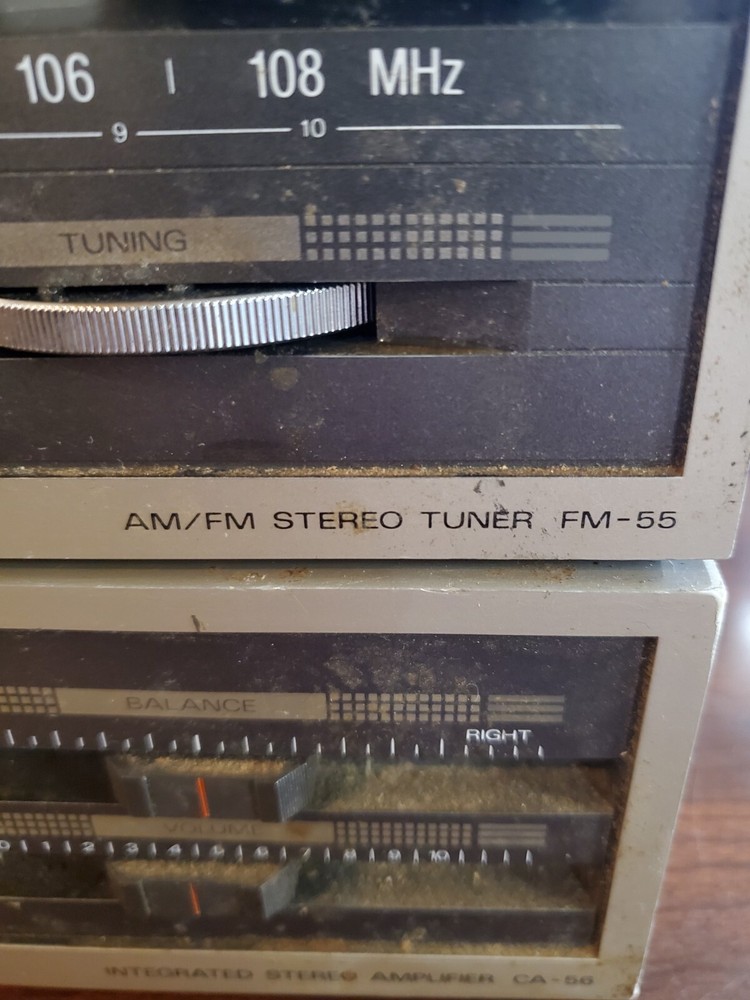 106 108 MHz
9 10
TUNING
AM/FM STEREO TUNER FM-55
BALANCE
RIGHT
VOLUME
0 1 2 3 4 5 6 7 8 9 10
INTEGRATED STEREO AMPLIFIER CA-56